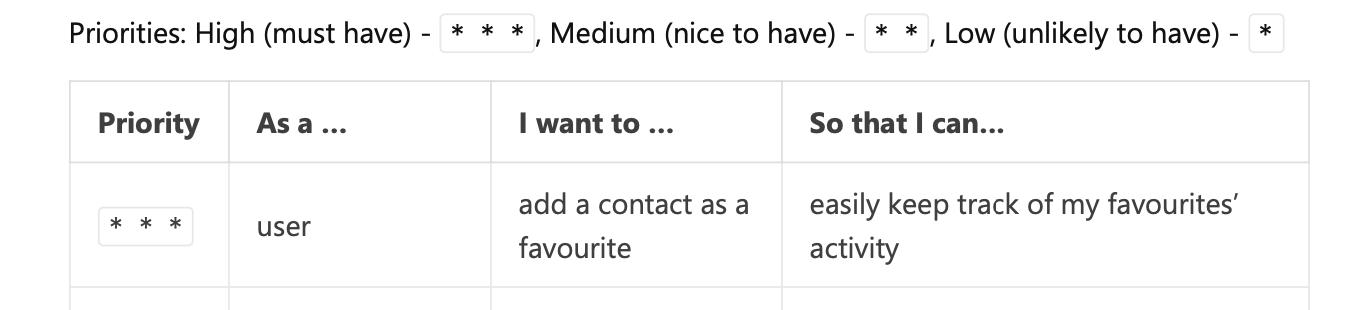 Priorities: High (must have) - * * *, Medium (nice to have) - * *, Low (unlikely to have) - *
Priority As a ... I want to ... So that I can...
* * * user add a contact as a favourite easily keep track of my favourites’ activity